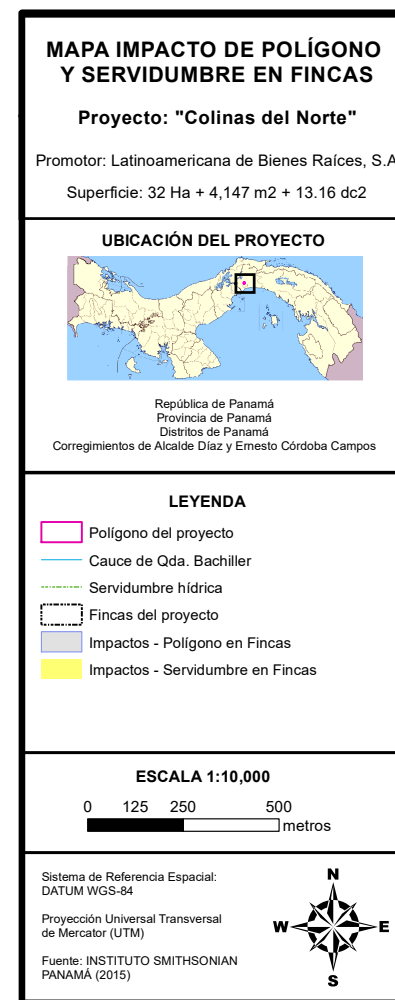 MAPA IMPACTO DE POLÍGONO
Y SERVIDUMBRE EN FINCAS
Proyecto: "Colinas del Norte"
Promotor: Latinoamericana de Bienes Raíces, S.A
Superficie: 32 Ha + 4,147 m2 + 13.16 dc2
UBICACIÓN DEL PROYECTO
República de Panamá
Provincia de Panamá
Distritos de Panamá
Corregimientos de Alcalde Díaz y Ernesto Córdoba Campos
LEYENDA
Polígono del proyecto
Cauce de Qda. Bachiller
Servidumbre hídrica
Fincas del proyecto
Impactos - Polígono en Fincas
Impactos - Servidumbre en Fincas
ESCALA 1:10,000
0 125 250 500
metros
Sistema de Referencia Espacial:
DATUM WGS-84
Proyección Universal Transversal
de Mercator (UTM)
Fuente: INSTITUTO SMITHSONIAN
PANAMÁ (2015)
N
W E
S